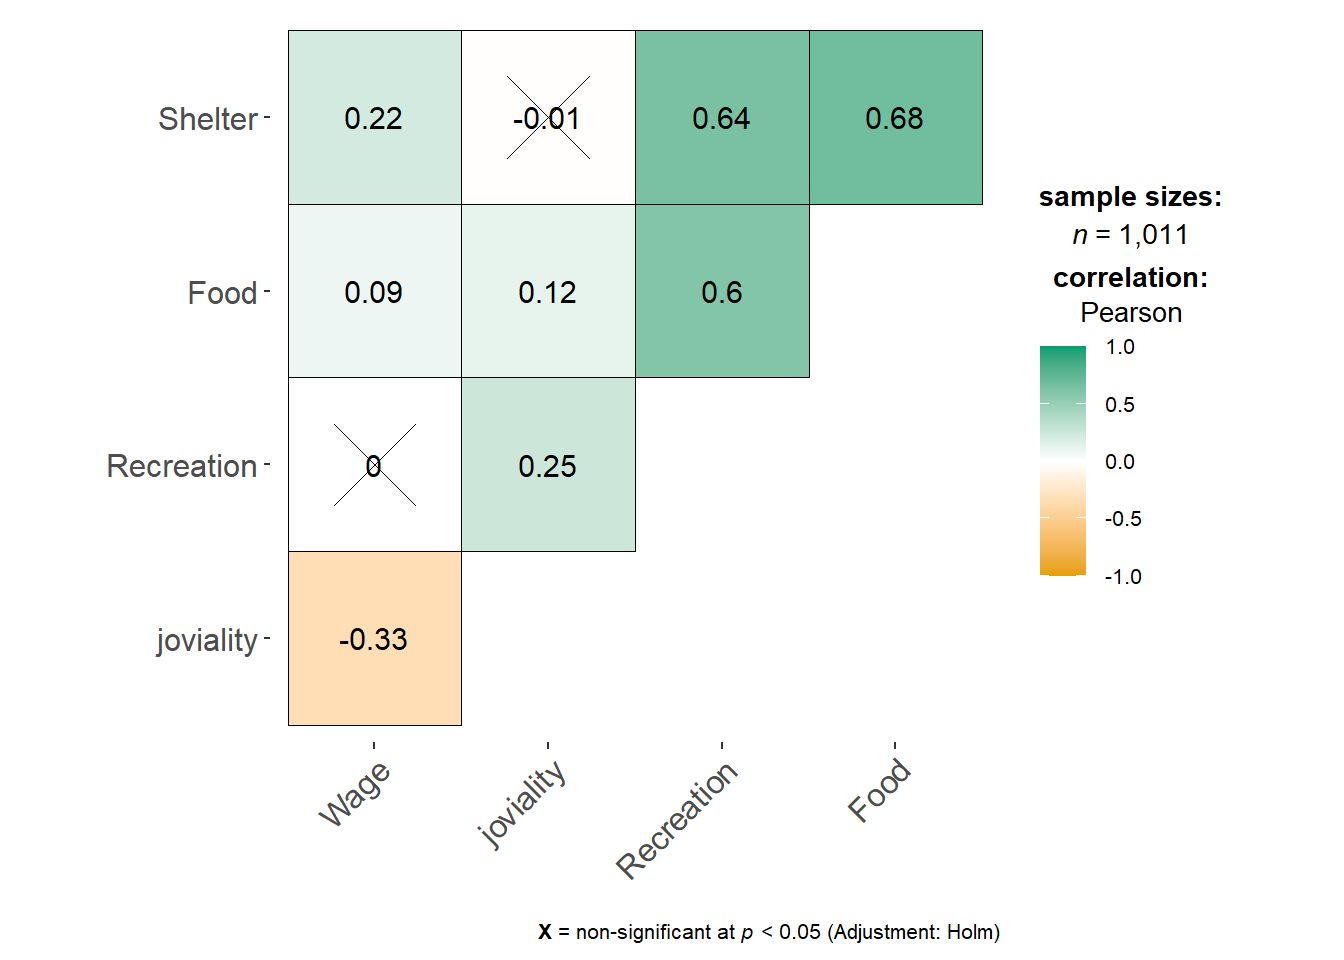 Shelter 0.22 -0.01 0.64 0.68
Food 0.09 0.12 0.6
Recreation 0 0.25
joviality -0.33
Wage joviality Recreation Food
sample sizes:
n = 1,011
correlation:
Pearson
1.0
0.5
0.0
-0.5
-1.0
X = non-significant at p < 0.05 (Adjustment: Holm)